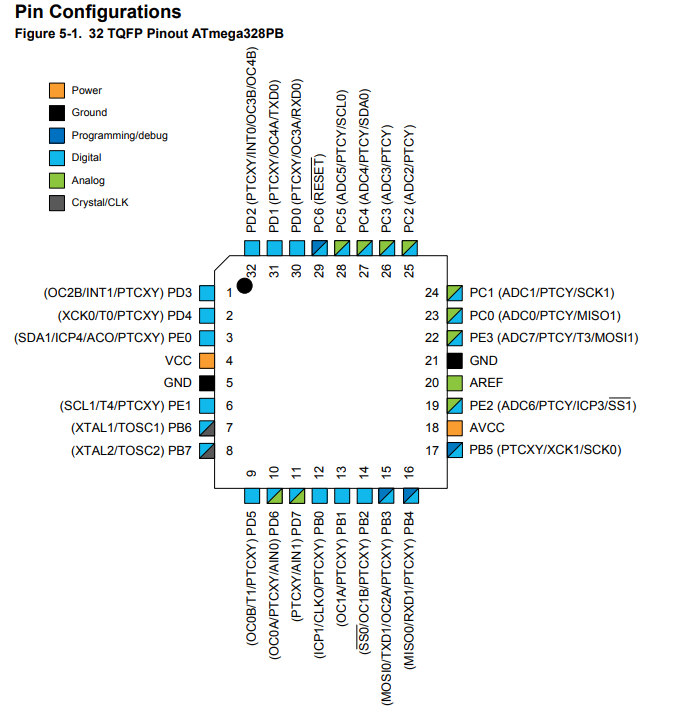 Pin Configurations
Figure 5-1. 32 TQFP Pinout ATmega328PB
Power
Ground
Programming/debug
Digital
Analog
Crystal/CLK
PD2 (PTCXY/INT0/OC3B/OC4B)
PD1 (PTCXY/OC4A/TXD0)
PD0 (PTCXY/OC3A/RXD0)
PC6 (RESET)
PC5 (ADC5/PTCY/SCL0)
PC4 (ADC4/PTCY/SDA0)
PC3 (ADC3/PTCY)
PC2 (ADC2/PTCY)
32
31
30
29
28
27
26
25
(OC2B/INT1/PTCXY) PD3
1
(XCK0/T0/PTCXY) PD4
2
(SDA1/ICP4/ACO/PTCXY) PE0
3
VCC
4
GND
5
(SCL1/T4/PTCXY) PE1
6
(XTAL1/TOSC1) PB6
7
(XTAL2/TOSC2) PB7
8
24
PC1 (ADC1/PTCY/SCK1)
23
PC0 (ADC0/PTCY/MISO1)
22
PE3 (ADC7/PTCY/T3/MOSI1)
21
GND
20
AREF
19
PE2 (ADC6/PTCY/ICP3/SS1)
18
AVCC
17
PB5 (PTCXY/XCK1/SCK0)
9
10
11
12
13
14
15
16
(OC0B/T1/PTCXY) PD5
(OC0A/PTCXY/AIN0) PD6
(PTCXY/AIN1) PD7
(ICP1/CLKO/PTCXY) PB0
(OC1A/PTCXY) PB1
(SS0/OC1B/PTCXY) PB2
(MOSI0/TXD1/OC2A/PTCXY) PB3
(MISO0/RXD1/PTCXY) PB4